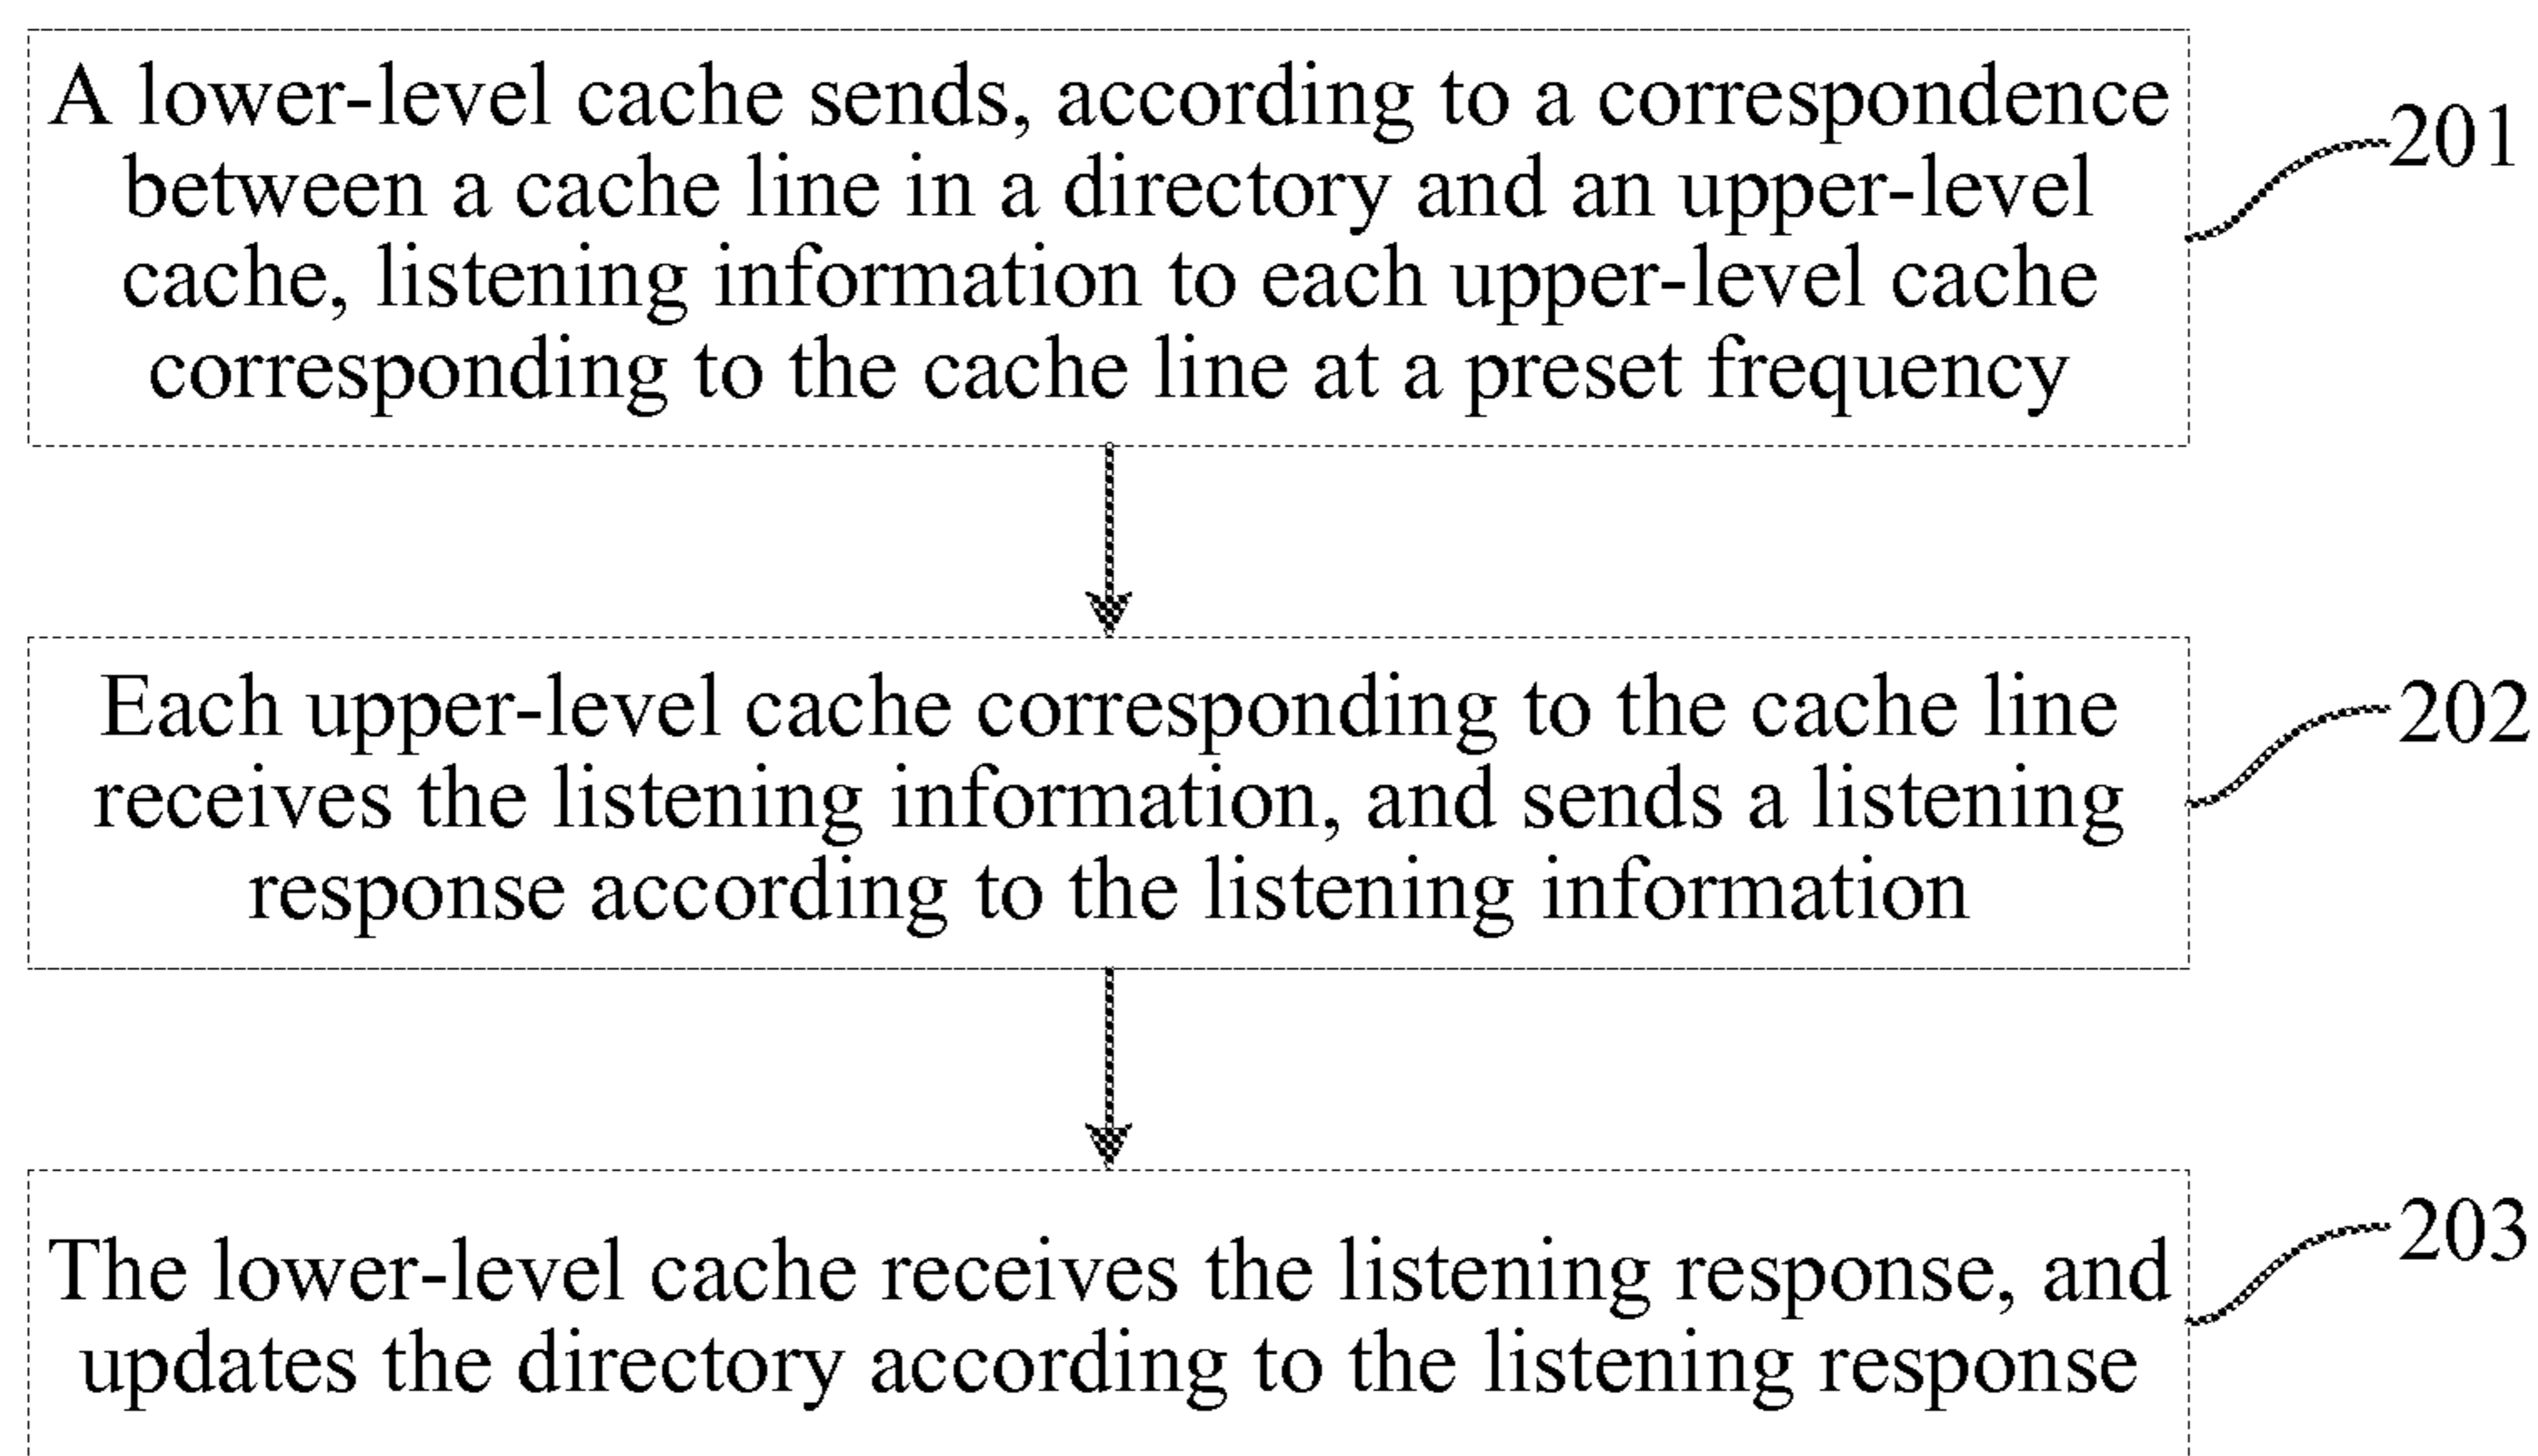 A lower-level cache sends, according to a correspondence
between a cache line in a directory and an upper-level
cache, listening information to each upper-level cache
corresponding to the cache line at a preset frequency
201
Each upper-level cache corresponding to the cache line
receives the listening information, and sends a listening
response according to the listening information
202
The lower-level cache receives the listening response, and
updates the directory according to the listening response
203